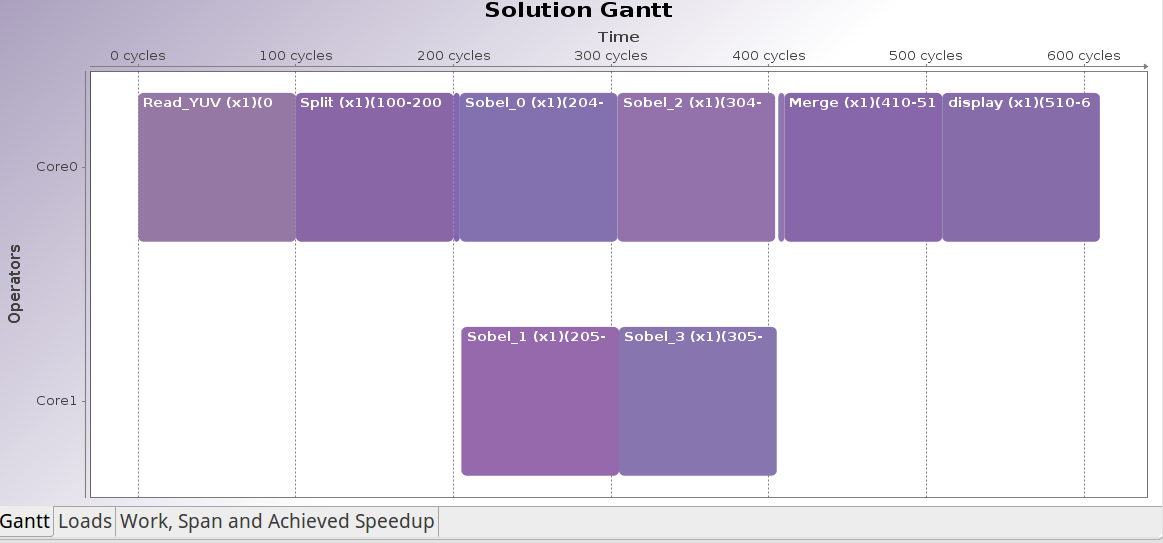 Solution Gantt
Time
0 cycles 100 cycles 200 cycles 300 cycles 400 cycles 500 cycles 600 cycles
Read_YUV (x1)(0 Split (x1)(100-200 Sobel_0 (x1)(204- Sobel_2 (x1)(304- Merge (x1)(410-51 display (x1)(510-6
Core0
Operators
Sobel_1 (x1)(205- Sobel_3 (x1)(305-
Core1
Gantt Loads Work, Span and Achieved Speedup